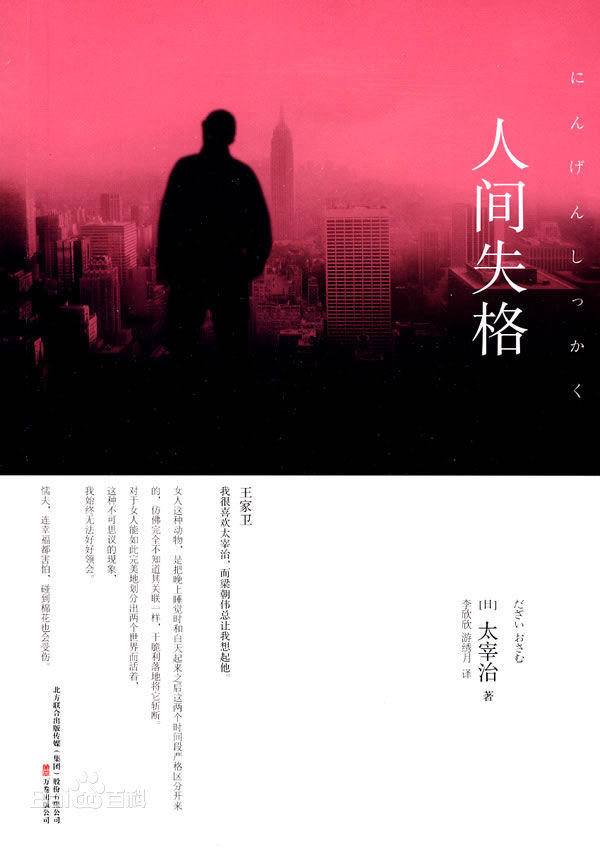 にんげんしっかく
人间失格
だざい おさむ
[日] 太宰治 著
李欣欣 游绣月 译
王家卫
我很喜欢太宰治，而梁朝伟总让我想起他。
女人这种动物，是把晚上睡觉时和白天起来之后这两个时间段严格区分开来
的，仿佛完全不知道其关联一样，干脆利落地将它斩断。
对于女人能如此完美地划分出两个世界而活着，
这种不可思议的现象，
我始终无法好好领会。
懦夫，连幸福都害怕，碰到棉花也会受伤。
北方联合出版传媒（集团）股份有限公司
万卷出版公司
Bai百科